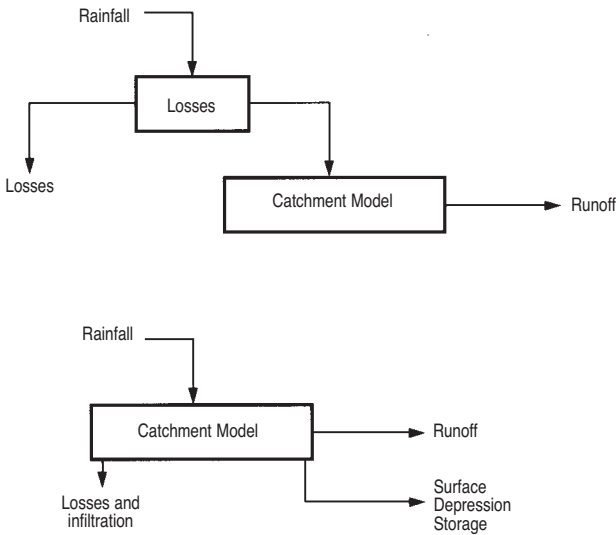 Rainfall
Losses
Losses
Catchment Model
Runoff
Rainfall
Catchment Model
Runoff
Losses and
infiltration
Surface
Depression
Storage